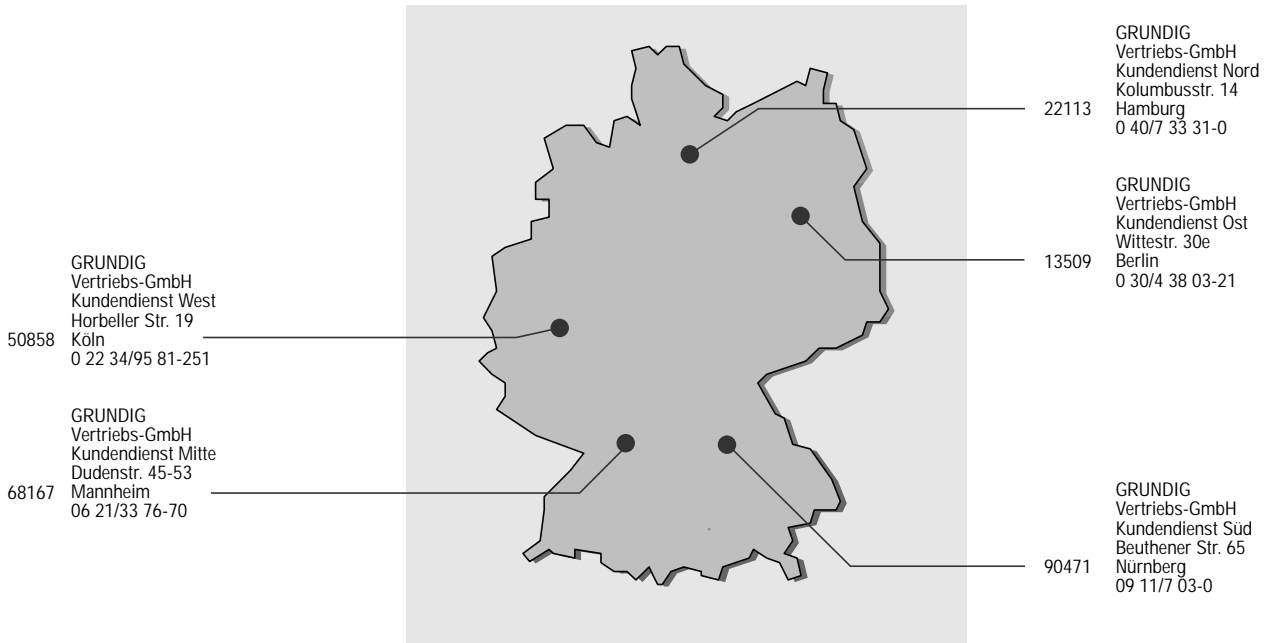 GRUNDIG
Vertriebs-GmbH
Kundendienst West
Horbeller Str. 19
50858 Köln
0 22 34/95 81-251
GRUNDIG
Vertriebs-GmbH
Kundendienst Mitte
Dudenstr. 45-53
68167 Mannheim
06 21/33 76-70
GRUNDIG
Vertriebs-GmbH
Kundendienst Nord
Kolumbusstr. 14
22113 Hamburg
0 40/7 33 31-0
GRUNDIG
Vertriebs-GmbH
Kundendienst Ost
Wittestr. 30e
13509 Berlin
0 30/4 38 03-21
GRUNDIG
Vertriebs-GmbH
Kundendienst Süd
Beuthener Str. 65
90471 Nürnberg
09 11/7 03-0